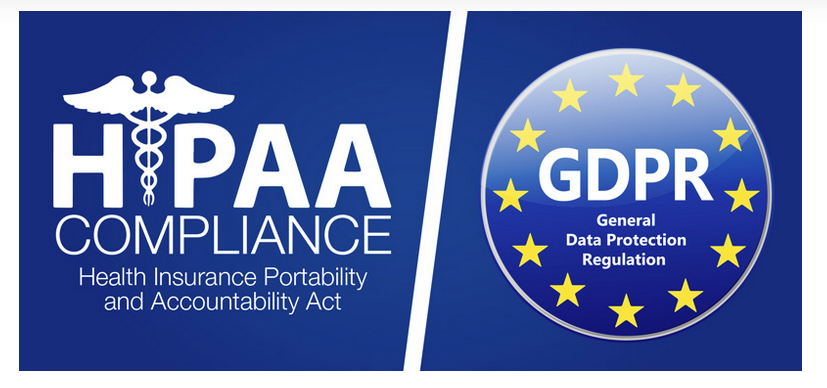 HIPAA
COMPLIANCE
Health Insurance Portability
and Accountability Act
GDPR
General
Data Protection
Regulation